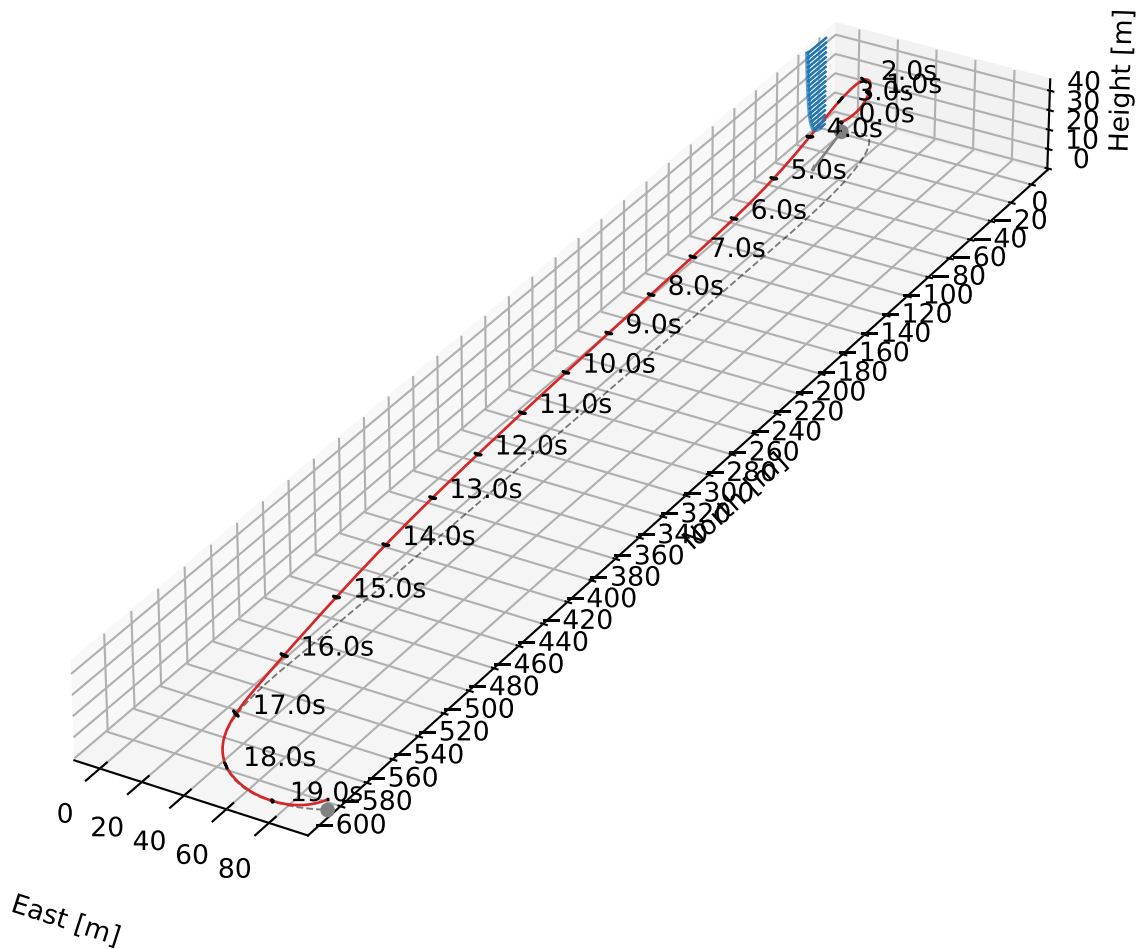 40
30
20
10
0
Height [m]
2.0s
1.0s
3.0s
0.0s
4.0s
5.0s
6.0s
7.0s
8.0s
9.0s
10.0s
11.0s
12.0s
13.0s
14.0s
15.0s
16.0s
17.0s
18.0s
19.0s
0
20
40
60
80
100
120
140
160
180
200
220
240
260
280
300
320
340
360
380
400
420
440
460
480
500
520
540
560
580
600
North [m]
0
20
40
60
80
East [m]